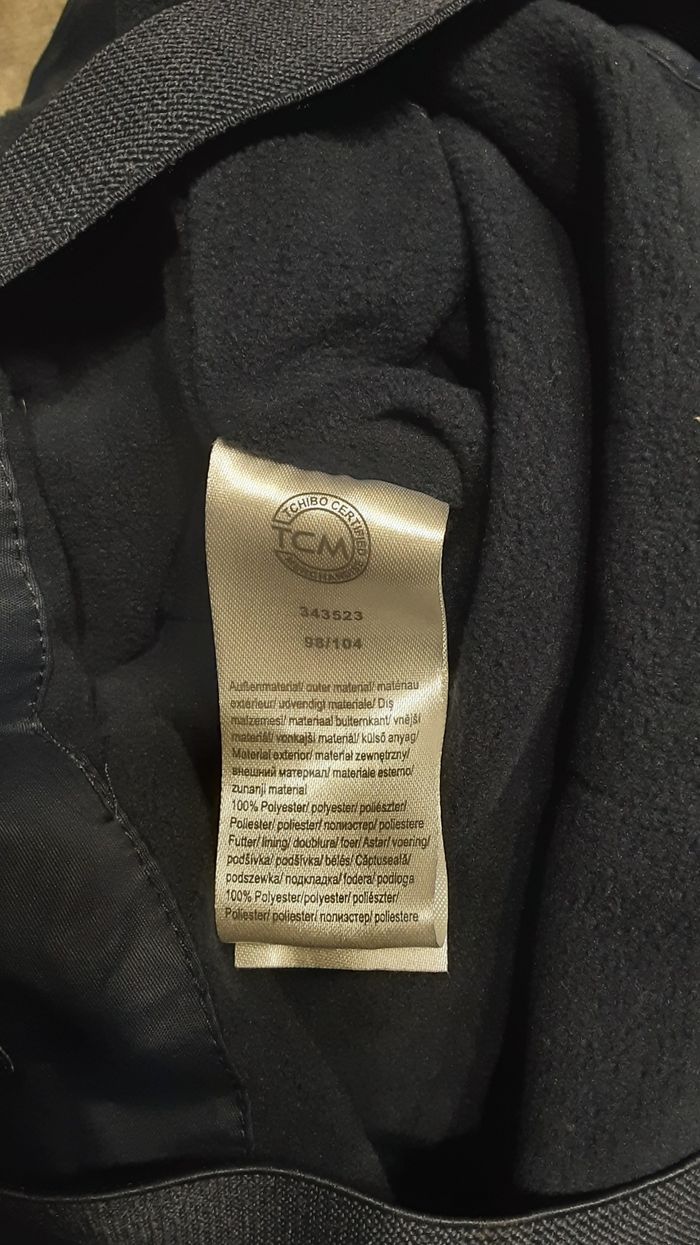 TCHIBO CERTIFIED
TCM
MERCHANDISE
343523
98/104
Außenmaterial/ outer material/ matériau
extérieur/ udvendigt materiale/ Dış
malzemesi/ materiaal buitenkant/ vnější
materiál/ vonkajší materiál/ külső anyag/
Material exterior/ materiał zewnętrzny/
внешний материал/ materiale esterno/
zunanji material
100% Polyester/ polyester/ poliészter/
Poliester/ poliester/ полиэстер/ poliestere
Futter/ lining/ doublure/ foer/ Astar/ voering/
podšívka/ podšívka/ bélés/ Căptuşeală/
podszewka/ подкладка/ fodera/ podloga
100% Polyester/polyester/ poliészter/
Poliester/ poliester/ полиэстер/ poliestere